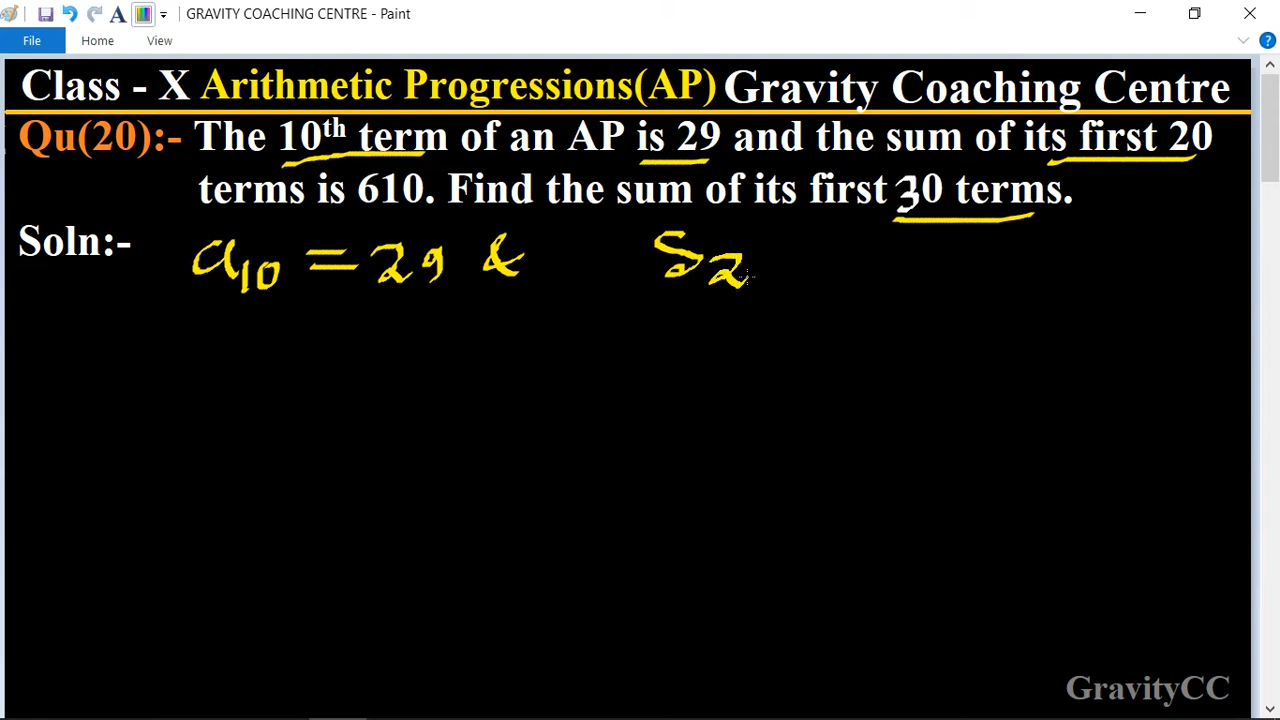 GRAVITY COACHING CENTRE - Paint
File Home View
Class - X Arithmetic Progressions(AP) Gravity Coaching Centre
Qu(20):- The 10th term of an AP is 29 and the sum of its first 20
terms is 610. Find the sum of its first 30 terms.
Soln:- a10 = 29 & S2
GravityCC